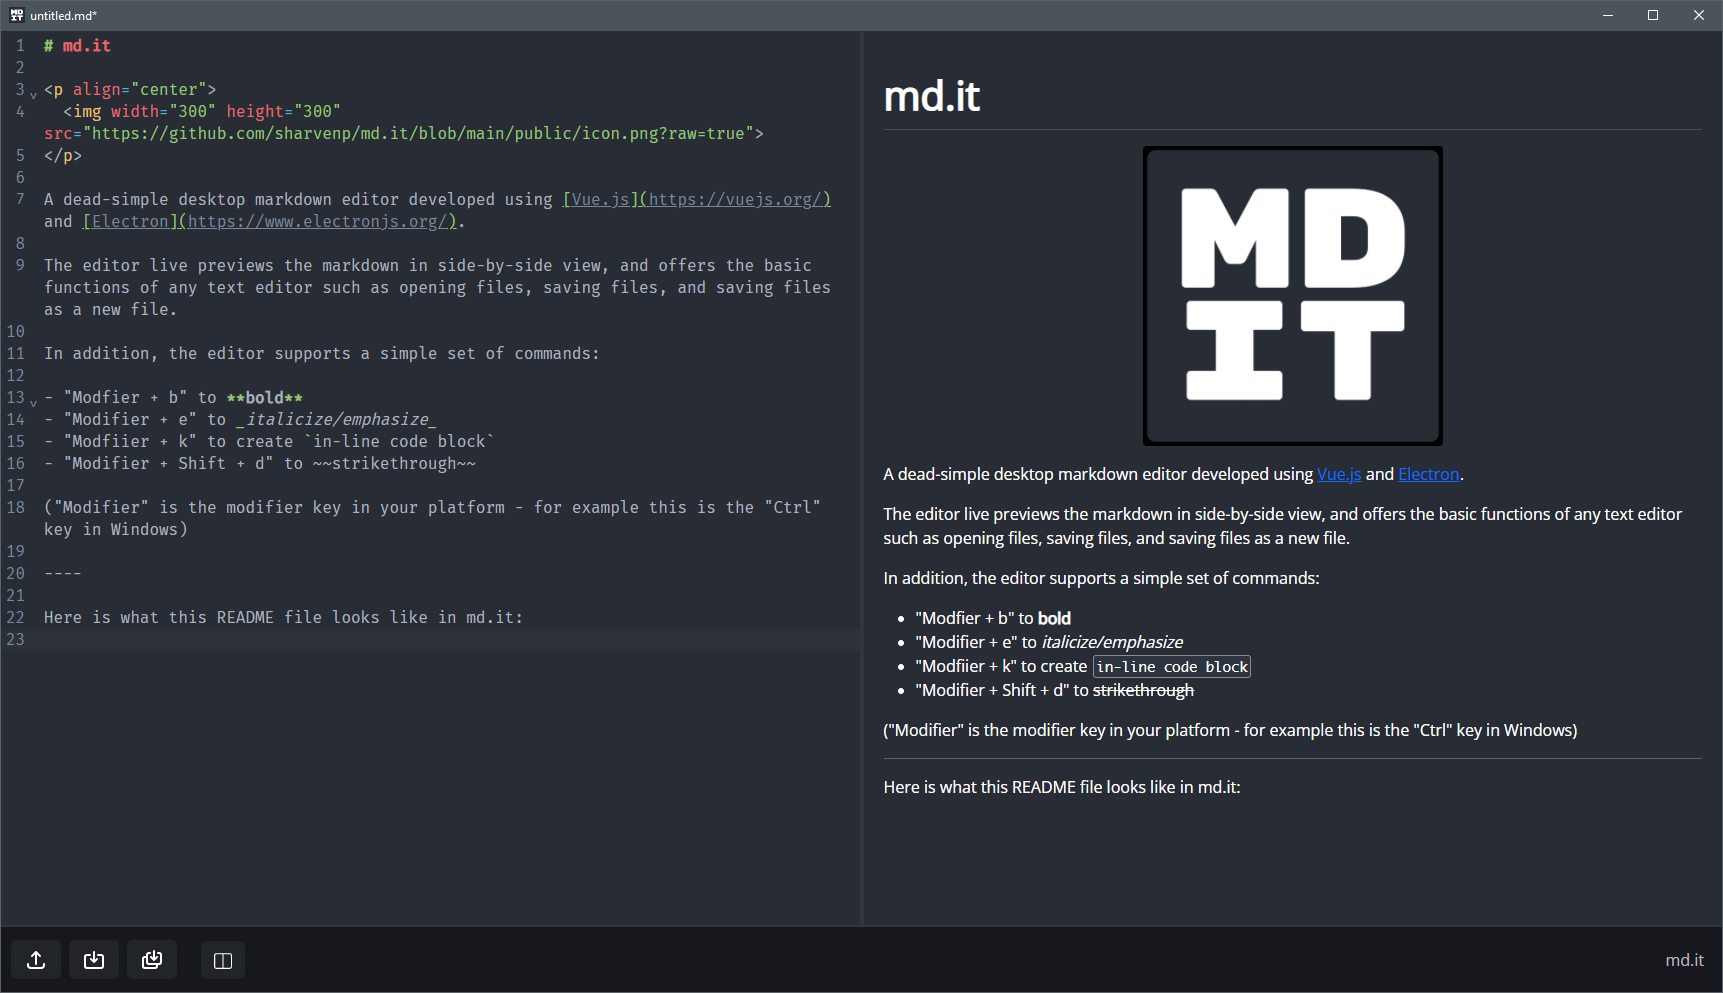 untitled.md*
1 # md.it
2
3 <p align="center">
4 <img width="300" height="300"
src="https://github.com/sharvenp/md.it/blob/main/public/icon.png?raw=true">
5 </p>
6
7 A dead-simple desktop markdown editor developed using [Vue.js](https://vuejs.org/)
and [Electron](https://www.electronjs.org/).
8
9 The editor live previews the markdown in side-by-side view, and offers the basic
functions of any text editor such as opening files, saving files, and saving files
as a new file.
10
11 In addition, the editor supports a simple set of commands:
12
13 - "Modfier + b" to **bold**
14 - "Modifier + e" to _italicize/emphasize_
15 - "Modfiier + k" to create `in-line code block`
16 - "Modifier + Shift + d" to ~~strikethrough~~
17
18 ("Modifier" is the modifier key in your platform - for example this is the "Ctrl"
key in Windows)
19
20 ----
21
22 Here is what this README file looks like in md.it:
23
md.it
MD
IT
A dead-simple desktop markdown editor developed using Vue.js and Electron.
The editor live previews the markdown in side-by-side view, and offers the basic functions of any text editor
such as opening files, saving files, and saving files as a new file.
In addition, the editor supports a simple set of commands:
• "Modfier + b" to bold
• "Modifier + e" to italicize/emphasize
• "Modfiier + k" to create in-line code block
• "Modifier + Shift + d" to strikethrough
("Modifier" is the modifier key in your platform - for example this is the "Ctrl" key in Windows)
Here is what this README file looks like in md.it:
md.it